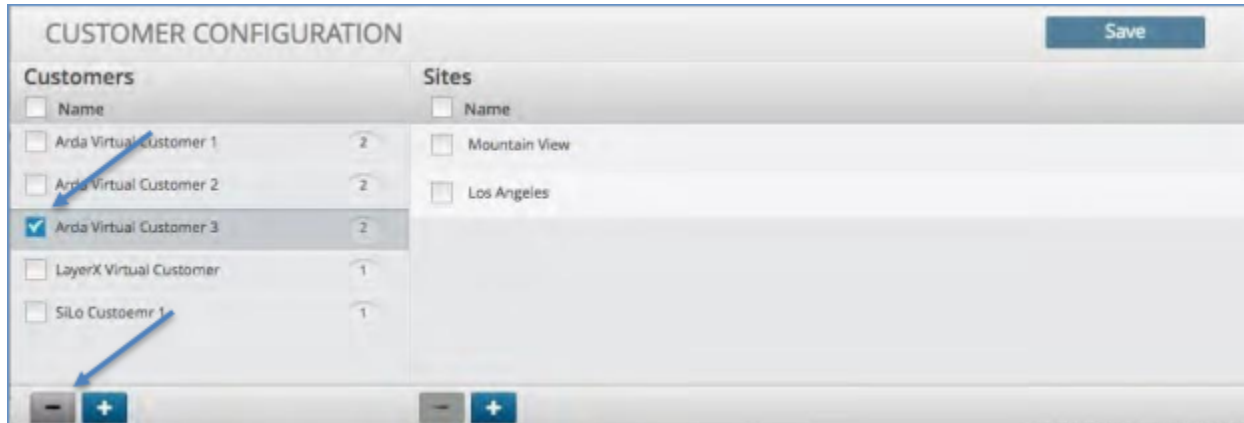 CUSTOMER CONFIGURATION
Save
Customers
Name
Arda Virtual Customer 1 2
Arda Virtual Customer 2 2
Arda Virtual Customer 3 2
LayerX Virtual Customer 1
SiLo Custoemr 1 1
Sites
Name
Mountain View
Los Angeles